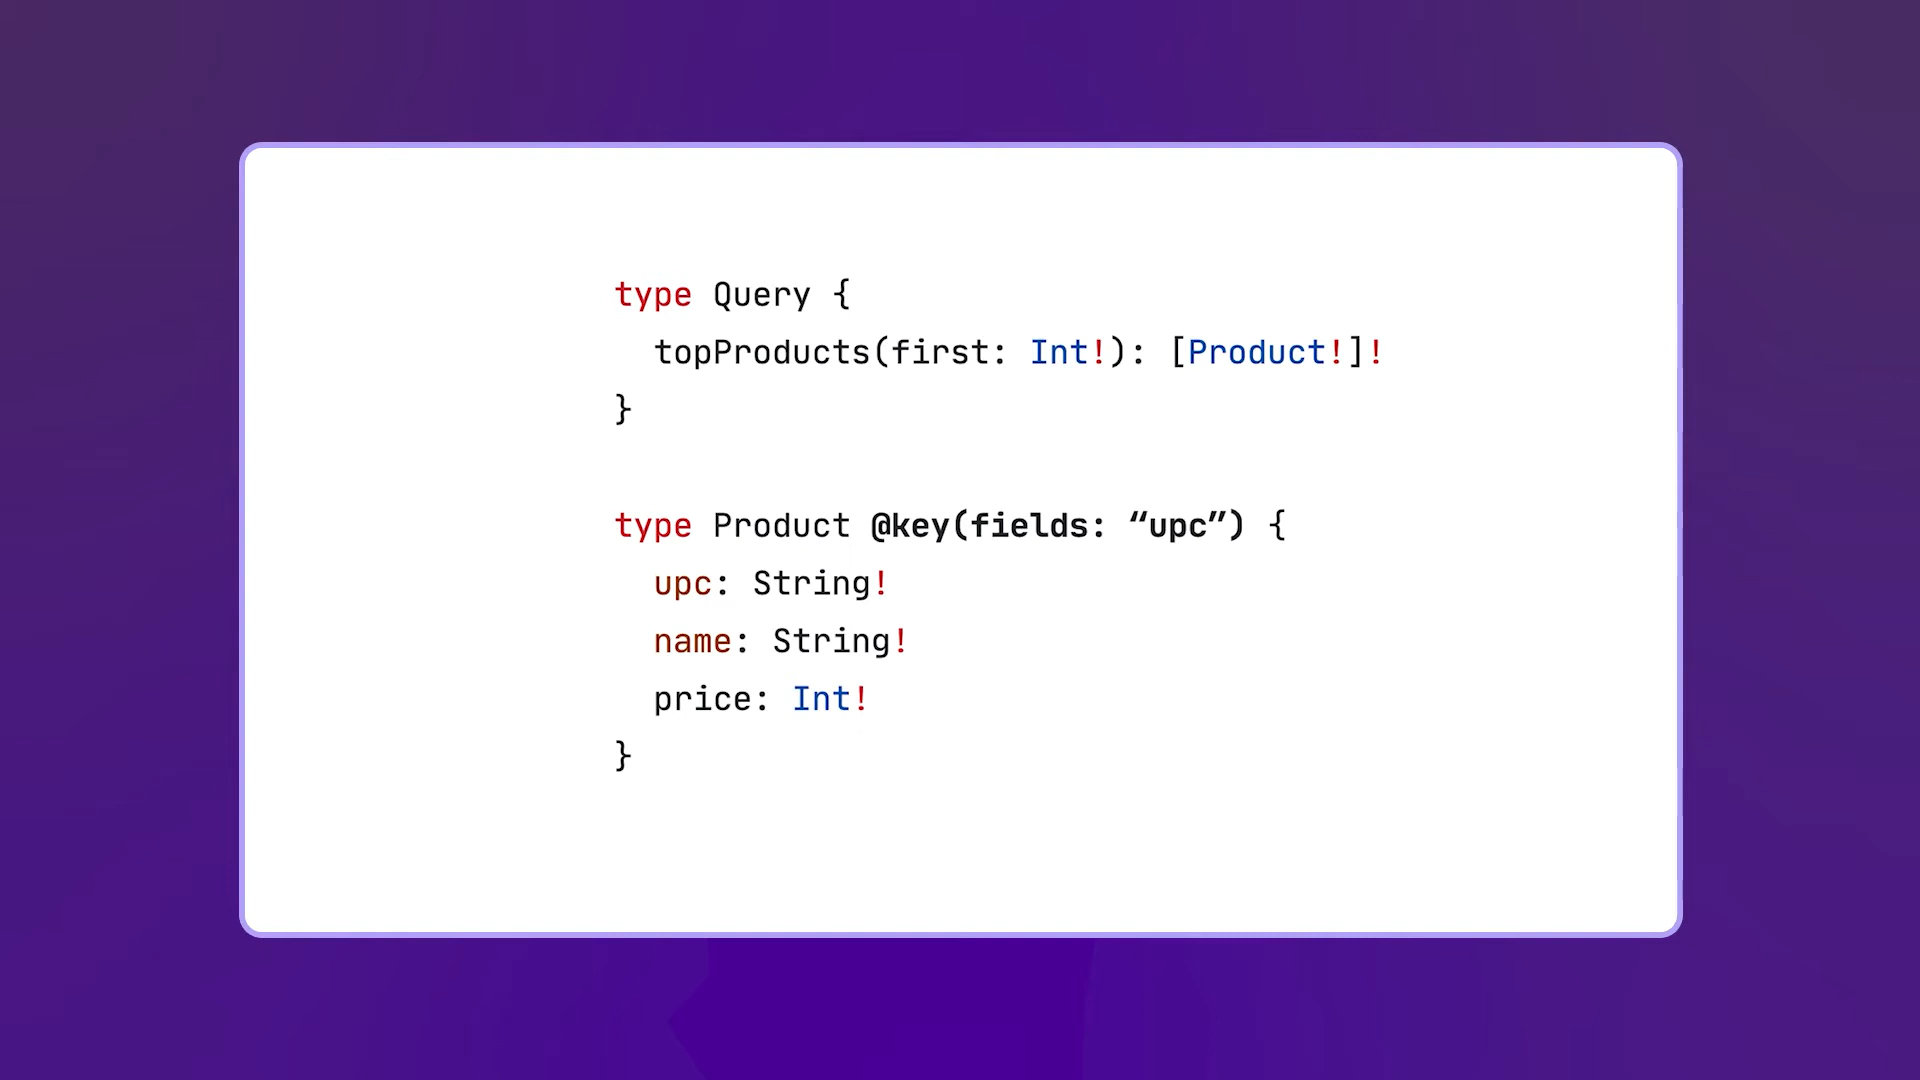 type Query {
  topProducts(first: Int!): [Product!]!
}
type Product @key(fields: “upc”) {
  upc: String!
  name: String!
  price: Int!
}